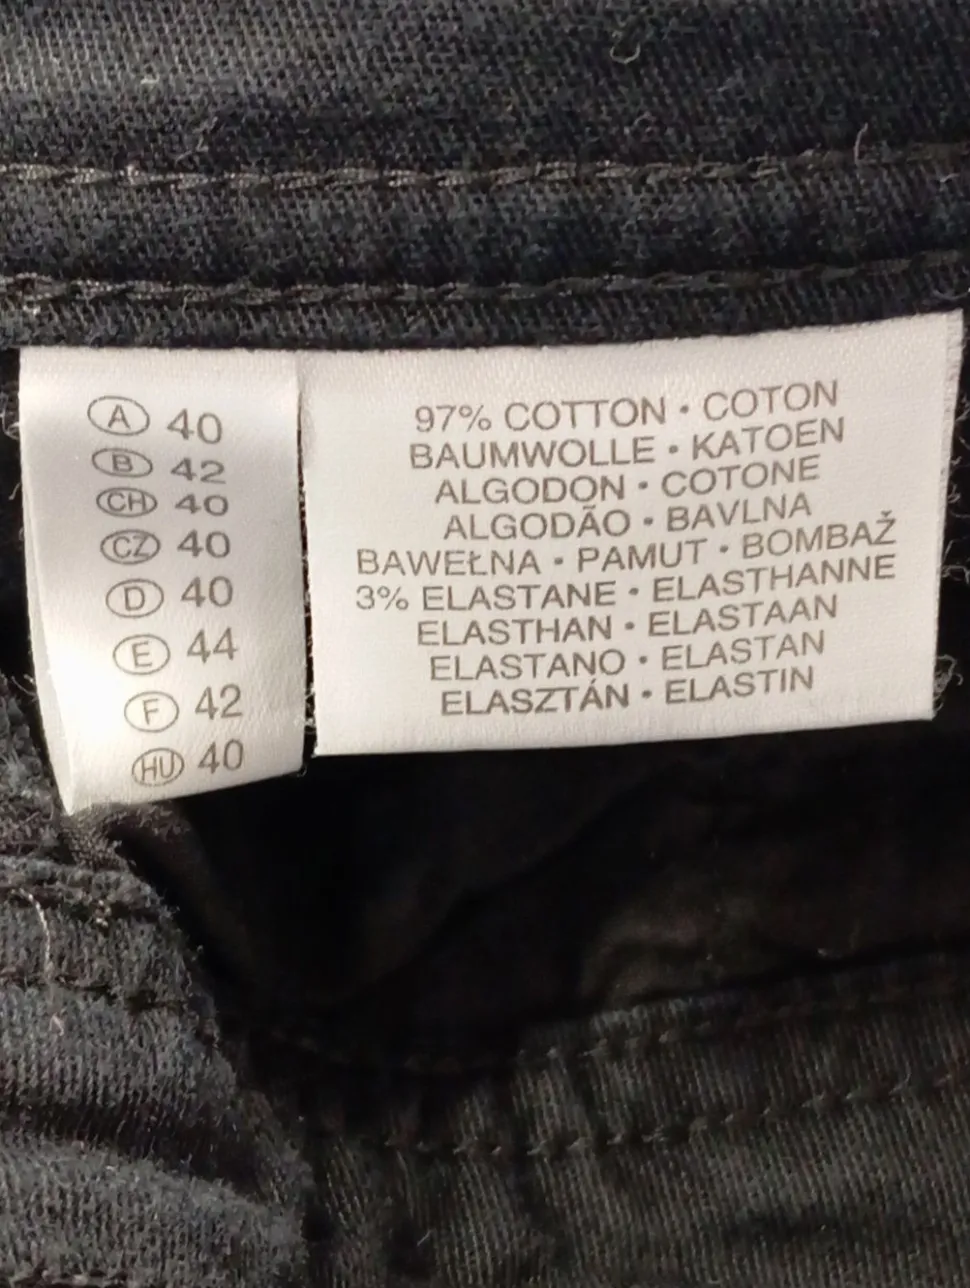 A 40
B 42
CH 40
CZ 40
D 40
E 44
F 42
HU 40
97% COTTON • COTON
BAUMWOLLE • KATOEN
ALGODON • COTONE
ALGODÃO • BAVLNA
BAWEŁNA • PAMUT • BOMBAŽ
3% ELASTANE • ELASTHANNE
ELASTHAN • ELASTAAN
ELASTANO • ELASTAN
ELASZTÁN • ELASTIN